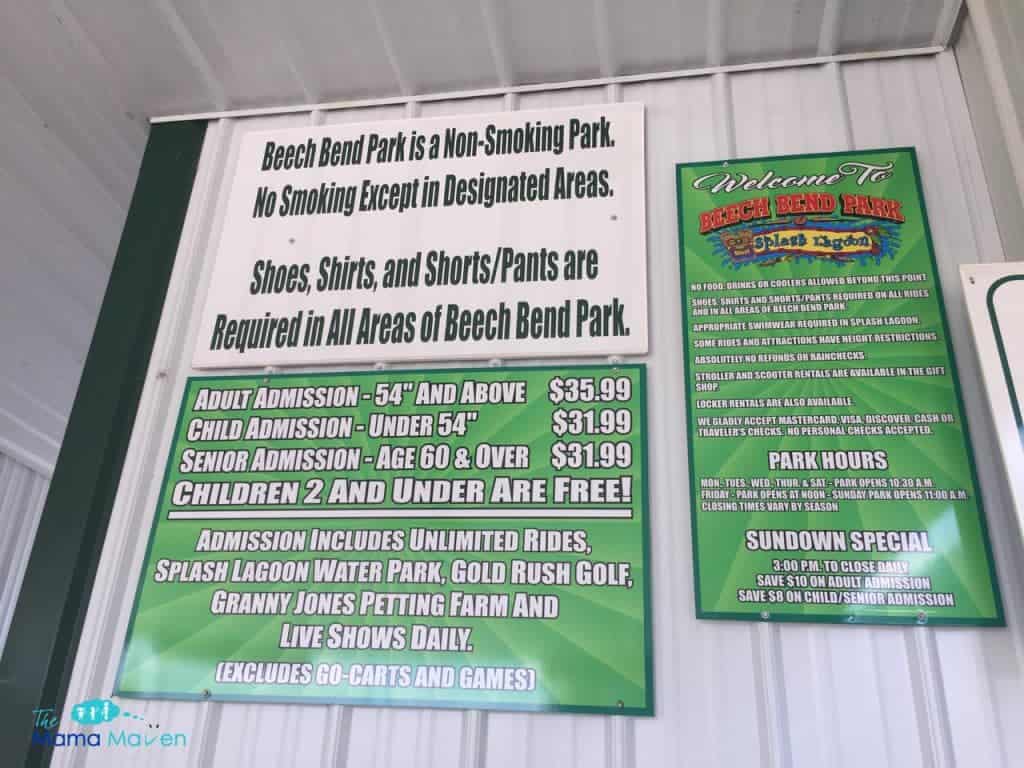 Beech Bend Park is a Non-Smoking Park.
No Smoking Except in Designated Areas.
Shoes, Shirts, and Shorts/Pants are
Required in All Areas of Beech Bend Park.
ADULT ADMISSION - 54" AND ABOVE $35.99
CHILD ADMISSION - UNDER 54" $31.99
SENIOR ADMISSION - AGE 60 & OVER $31.99
CHILDREN 2 AND UNDER ARE FREE!
ADMISSION INCLUDES UNLIMITED RIDES,
SPLASH LAGOON WATER PARK, GOLD RUSH GOLF,
GRANNY JONES PETTING FARM AND
LIVE SHOWS DAILY.
(EXCLUDES GO-CARTS AND GAMES)
Welcome To
BEECH BEND PARK
Splash Lagoon
NO FOOD, DRINKS OR COOLERS ALLOWED BEYOND THIS POINT.
SHOES, SHIRTS AND SHORTS/PANTS REQUIRED ON ALL RIDES
AND IN ALL AREAS OF BEECH BEND PARK
APPROPRIATE SWIMWEAR REQUIRED IN SPLASH LAGOON.
SOME RIDES AND ATTRACTIONS HAVE HEIGHT RESTRICTIONS.
ABSOLUTELY NO REFUNDS OR RAINCHECKS.
STROLLER AND SCOOTER RENTALS ARE AVAILABLE IN THE GIFT
SHOP.
LOCKER RENTALS ARE ALSO AVAILABLE.
WE GLADLY ACCEPT MASTERCARD, VISA, DISCOVER, CASH OR
TRAVELER'S CHECKS. NO PERSONAL CHECKS ACCEPTED.
PARK HOURS
MON., TUES., WED., THUR. & SAT. - PARK OPENS 10:30 A.M.
FRIDAY - PARK OPENS AT NOON - SUNDAY PARK OPENS 11:00 A.M.
CLOSING TIMES VARY BY SEASON
SUNDOWN SPECIAL
3:00 P.M. TO CLOSE DAILY
SAVE $10 ON ADULT ADMISSION
SAVE $8 ON CHILD/SENIOR ADMISSION
The
Mama Maven